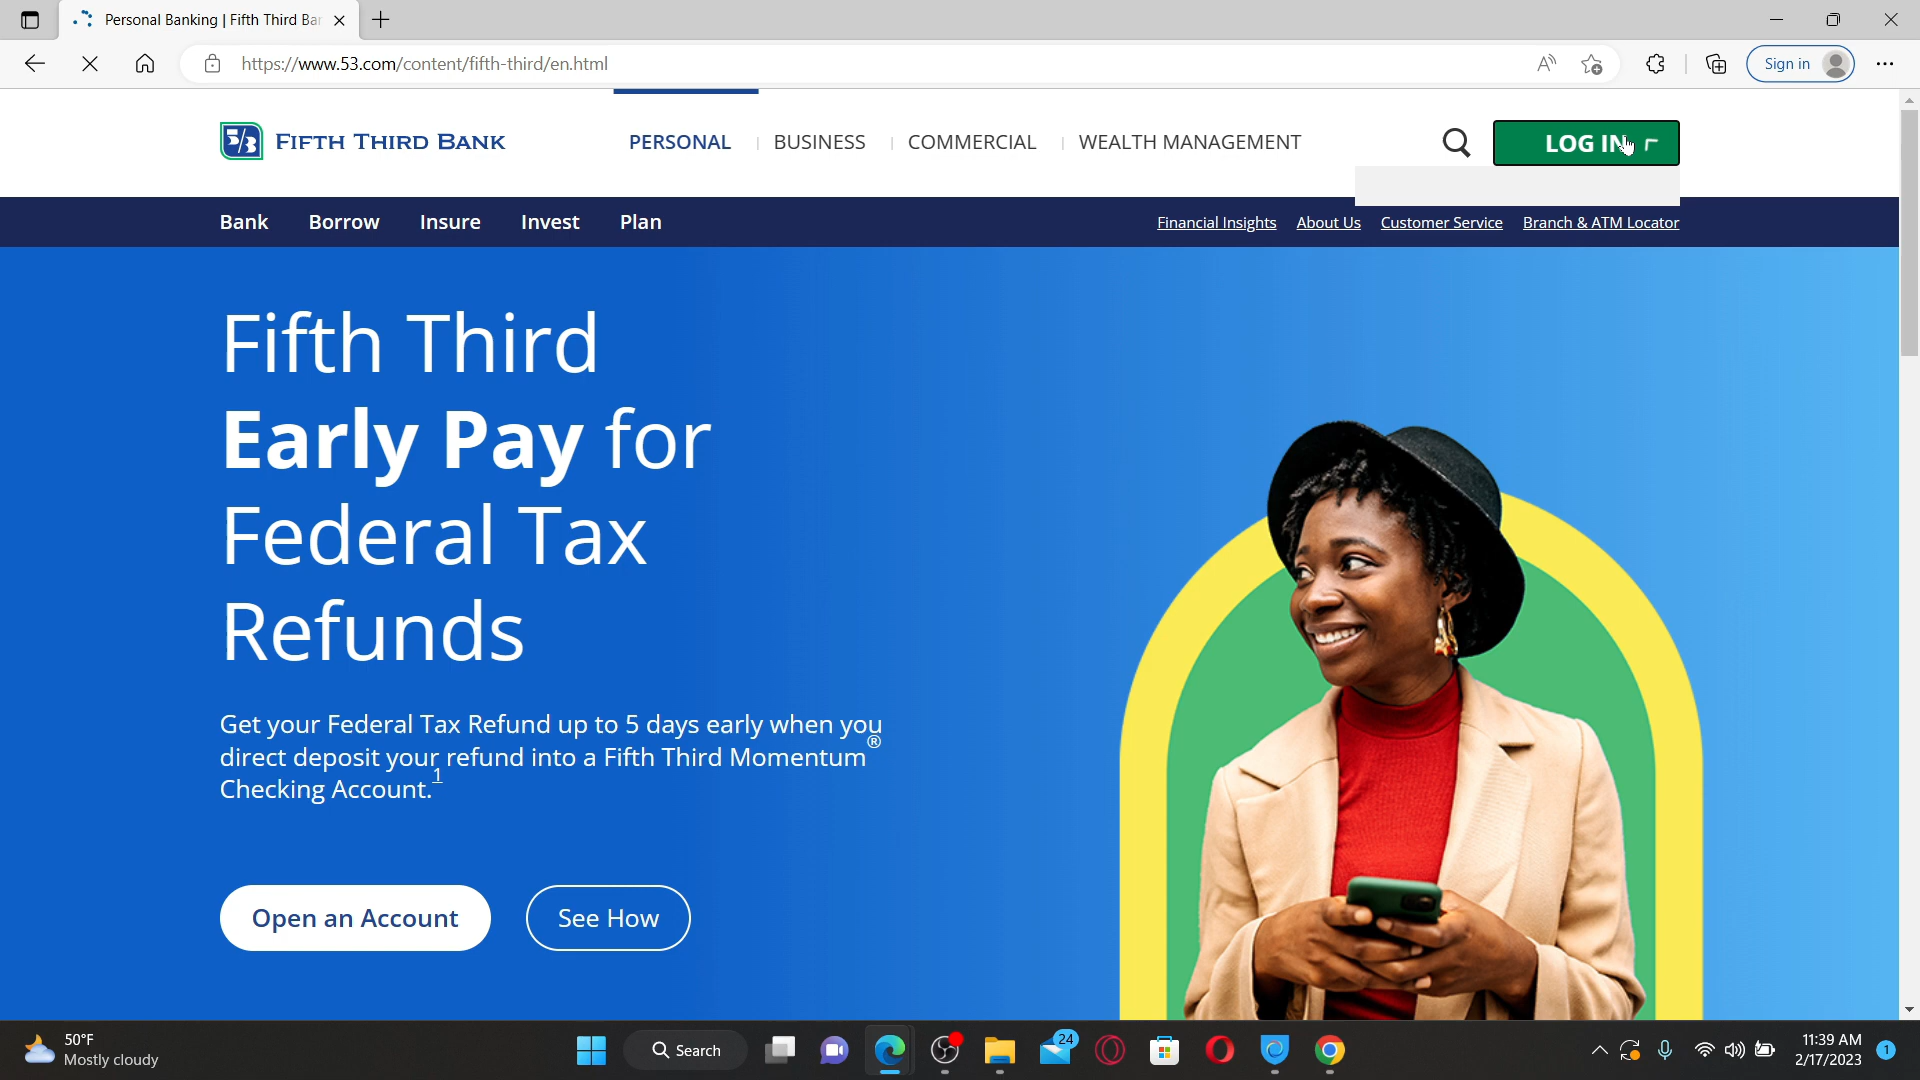 Personal Banking | Fifth Third Ba
https://www.53.com/content/fifth-third/en.html
Sign in
5/3 FIFTH THIRD BANK
PERSONAL
BUSINESS
COMMERCIAL
WEALTH MANAGEMENT
LOG IN
Bank
Borrow
Insure
Invest
Plan
Financial Insights
About Us
Customer Service
Branch & ATM Locator
Fifth Third
Early Pay for
Federal Tax
Refunds
Get your Federal Tax Refund up to 5 days early when you
direct deposit your refund into a Fifth Third Momentum®
Checking Account.1
Open an Account
See How
50°F
Mostly cloudy
Search
24
11:39 AM
2/17/2023
1